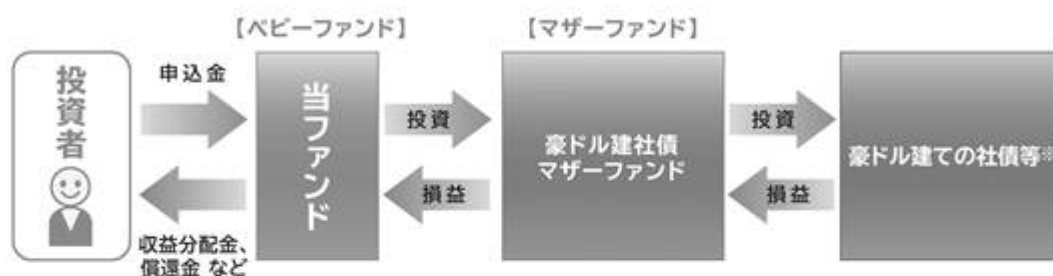 【ベビーファンド】
【マザーファンド】
投資者
申込金
収益分配金、
償還金 など
当ファンド
投資
損益
豪ドル建社債
マザーファンド
投資
損益
豪ドル建ての社債等※